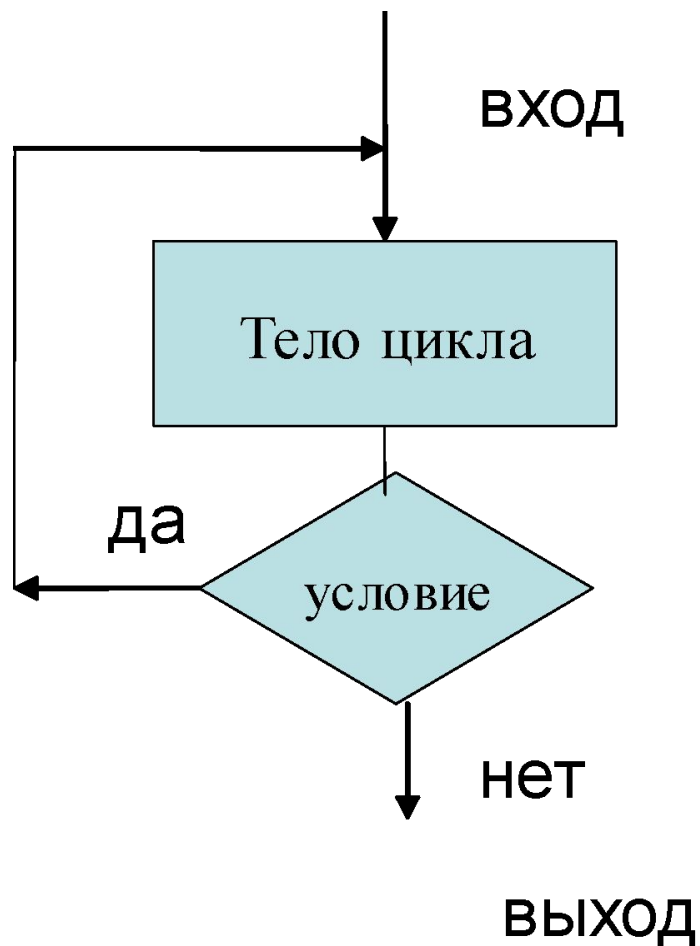 вход
Тело цикла
да
условие
нет
выход